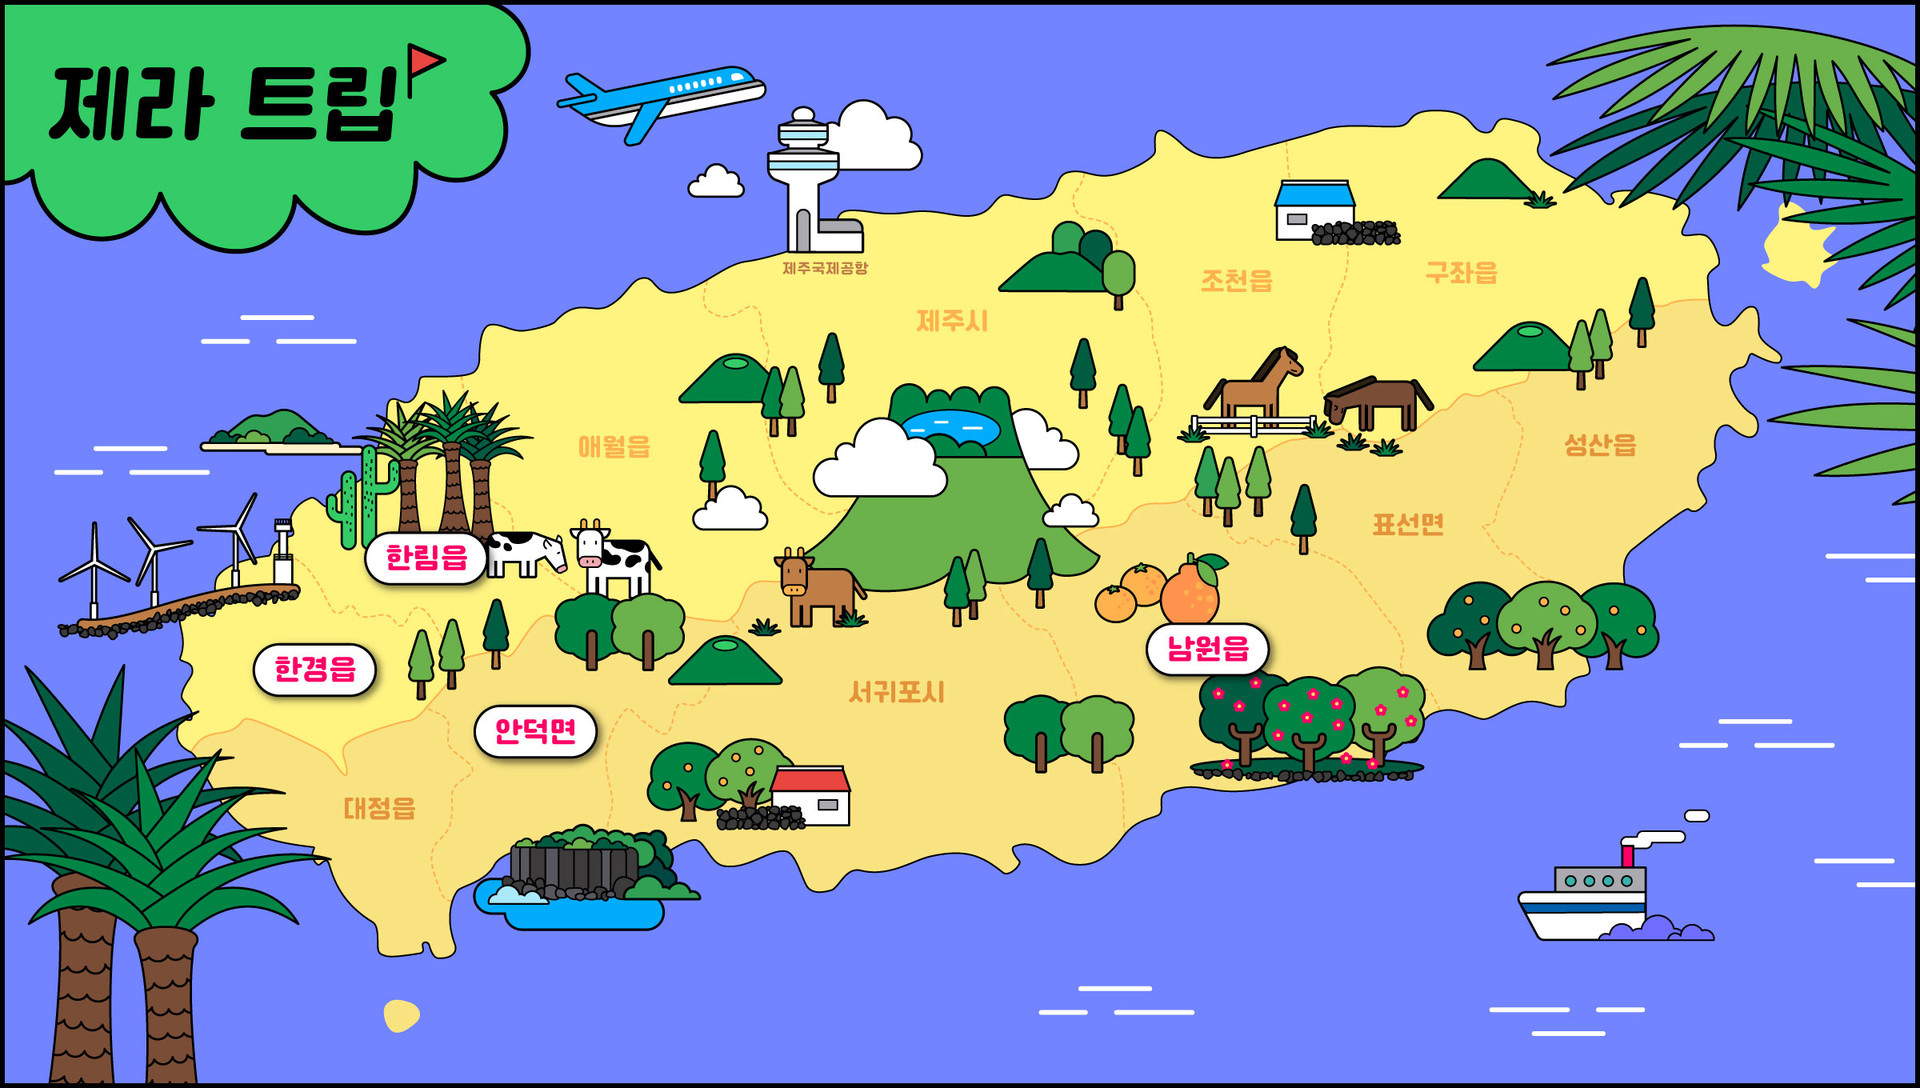 제라 트립
제주국제공항
조천읍
구좌읍
제주시
애월읍
성산읍
표선면
한림읍
남원읍
한경읍
서귀포시
안덕면
대정읍